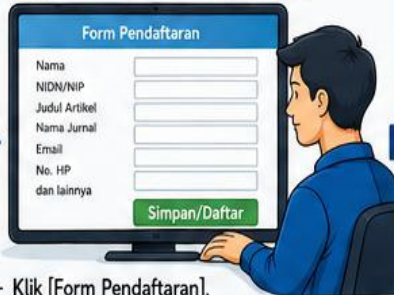 Form Pendaftaran
Nama
NIDN/NIP
Judul Artikel
Nama Jurnal
Email
No. HP
dan lainnya
Simpan/Daftar
- Klik [Form Pendaftaran].